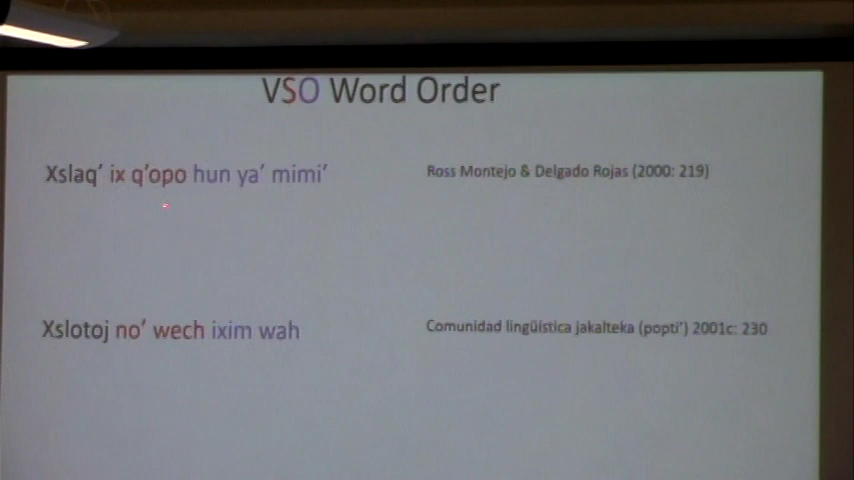 VSO Word Order
Xslaq’ ix q’opo hun ya’ mimi’
Ross Montejo & Delgado Rojas (2000: 219)
Xslotoj no’ wech ixim wah
Comunidad lingüística jakalteka (popti’) 2001c: 230